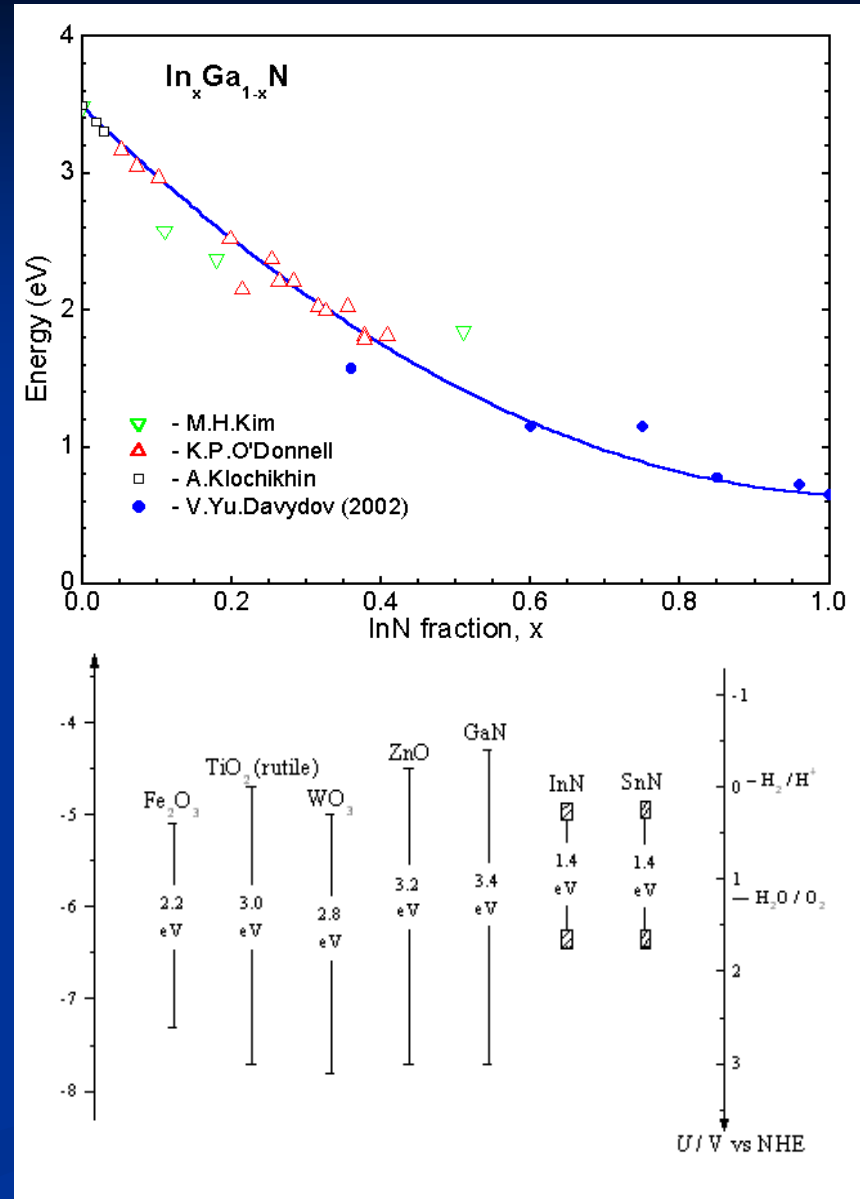 4
In_xGa_{1-x}N
3
2
1
0
Energy (eV)
- M.H.Kim
- K.P.O'Donnell
- A.Klochikhin
- V.Yu.Davydov (2002)
0.0 0.2 0.4 0.6 0.8 1.0
InN fraction, x
-4
-5
-6
-7
-8
Fe₂O₃
2.2
eV
TiO₂ (rutile)
3.0
eV
WO₃
2.8
eV
ZnO
3.2
eV
GaN
3.4
eV
InN
1.4
eV
SnN
1.4
eV
-1
0 – H₂ / H⁺
1
— H₂O / O₂
2
3
U / V vs NHE